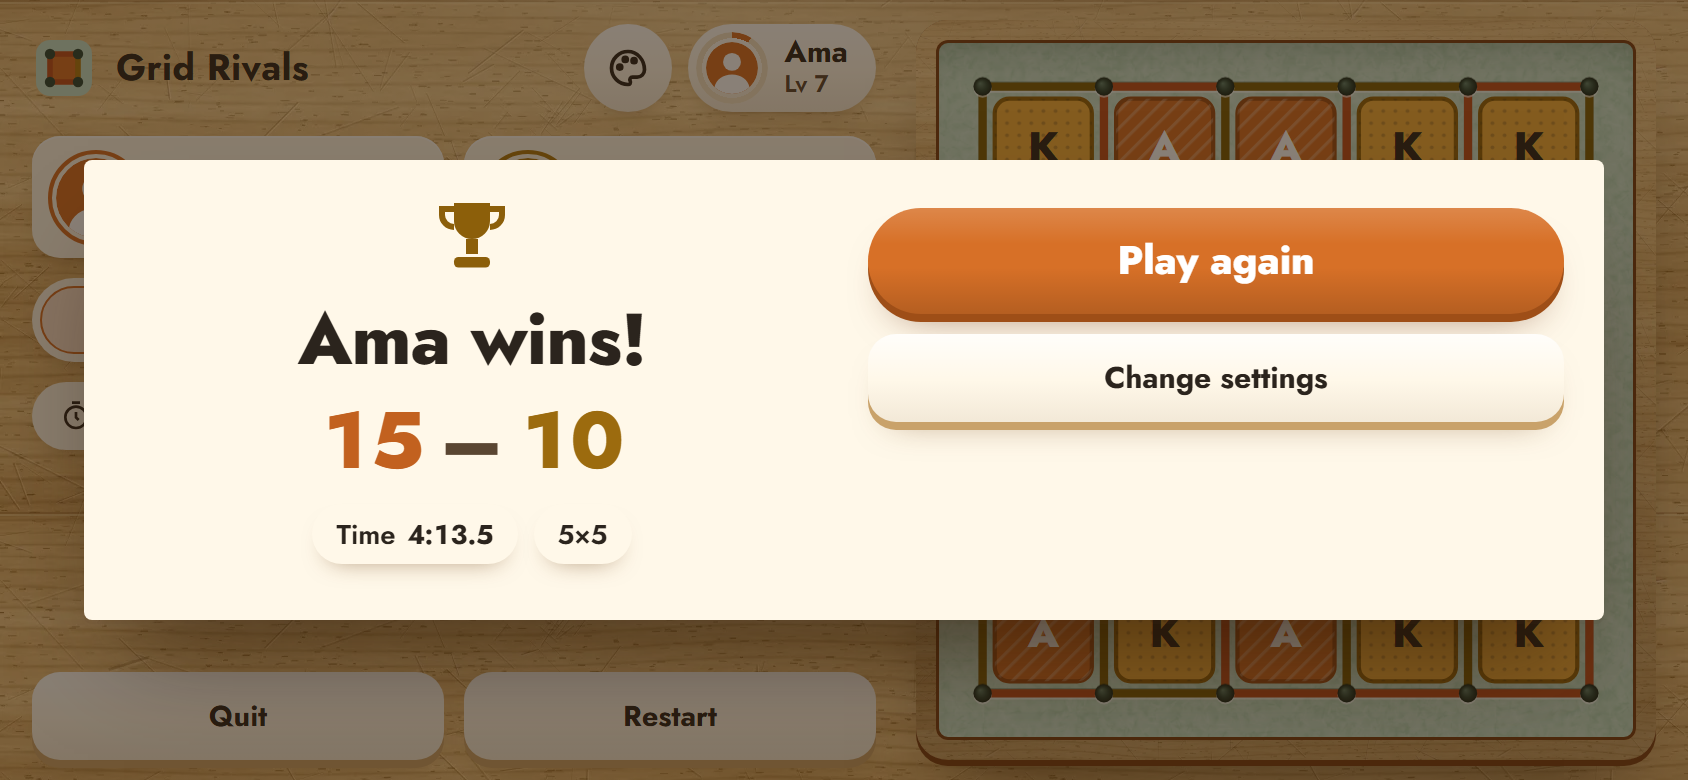 Grid Rivals
Ama
Lv 7
K A A K K
Ama wins!
15 – 10
Time 4:13.5
5×5
Play again
Change settings
A K A K K
Quit
Restart